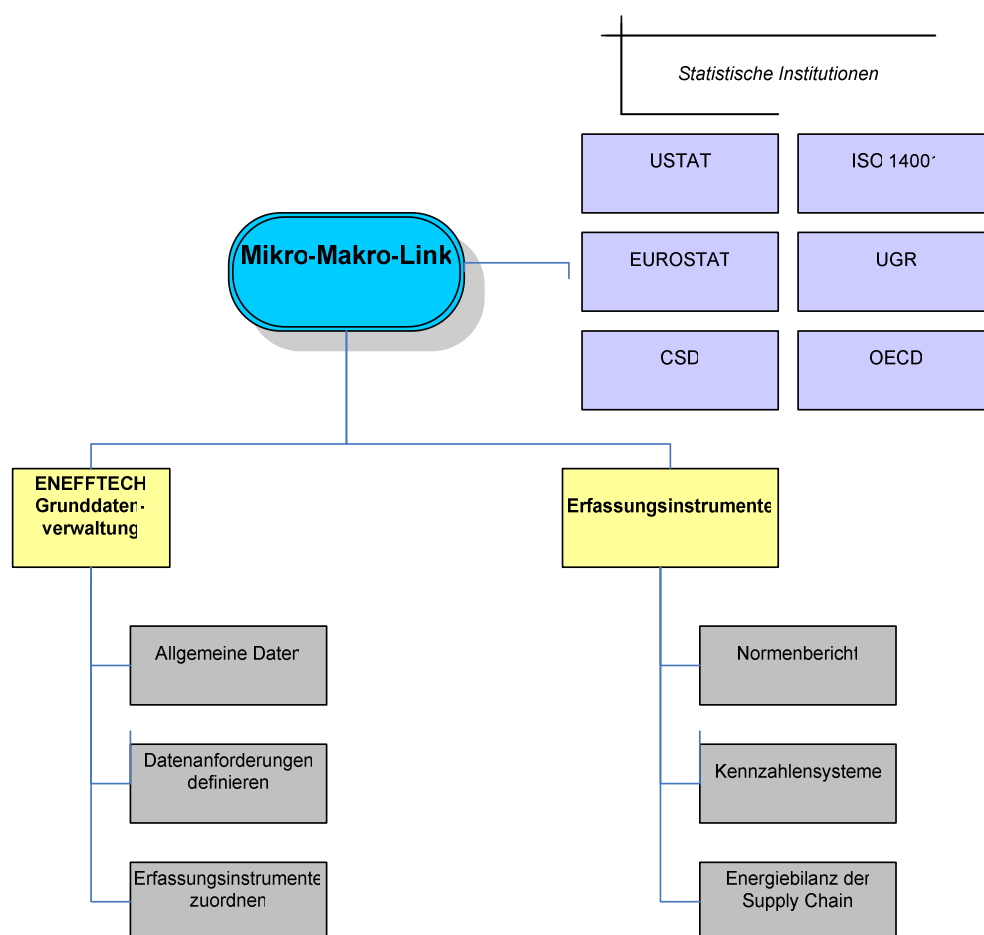 Statistische Institutionen
USTAT
ISO 14001
Mikro-Makro-Link
EUROSTAT
UGR
CSD
OECD
ENEFFTECH
Grunddaten-
verwaltung
Erfassungsinstrumente
Allgemeine Daten
Normenbericht
Datenanforderungen
definieren
Kennzahlensysteme
Erfassungsinstrumente
zuordnen
Energiebilanz der
Supply Chain